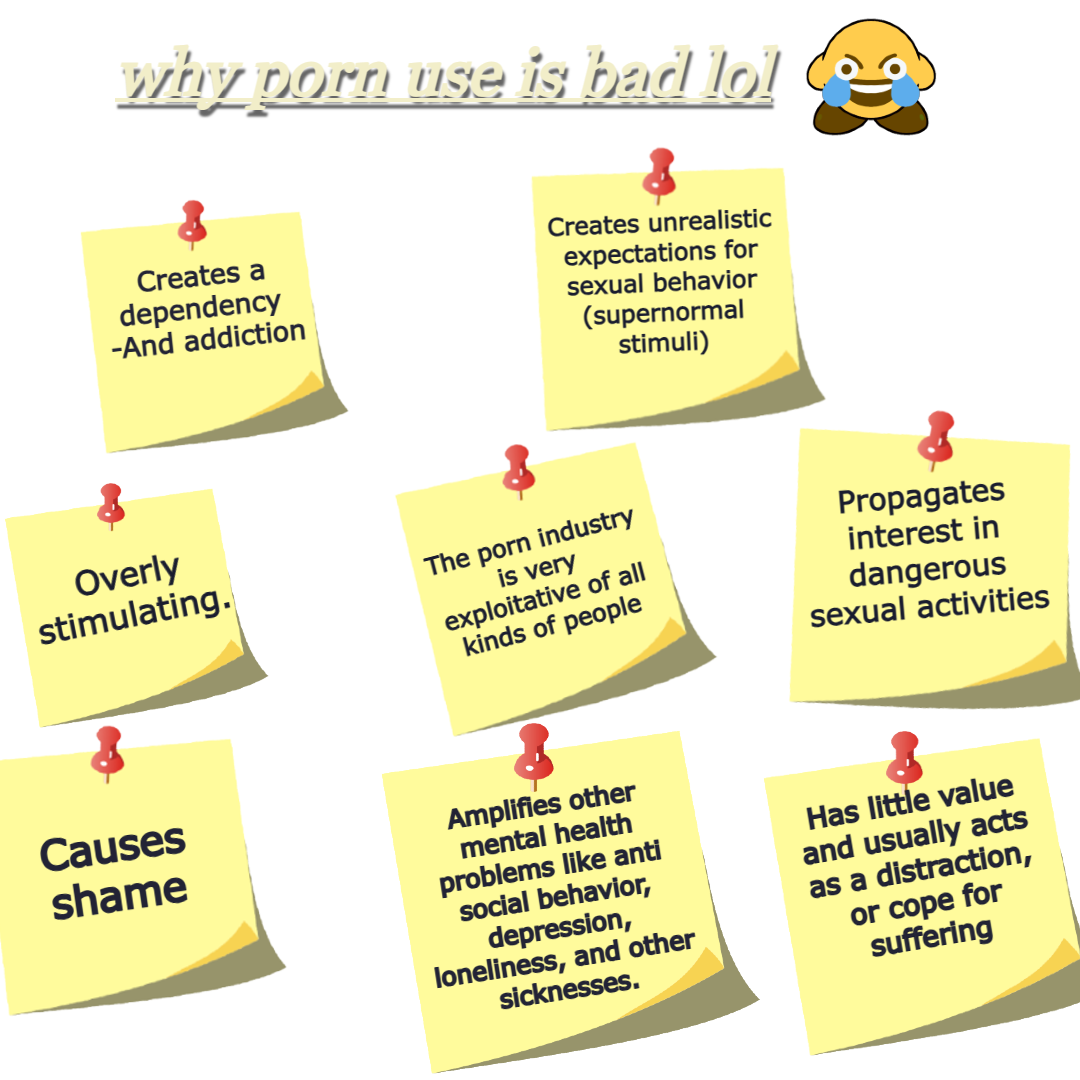 why porn use is bad lol
Creates a
dependency
-And addiction
Creates unrealistic
expectations for
sexual behavior
(supernormal
stimuli)
Overly
stimulating.
The porn industry
is very
exploitative of all
kinds of people
Propagates
interest in
dangerous
sexual activities
Causes
shame
Amplifies other
mental health
problems like anti
social behavior,
depression,
loneliness, and other
sicknesses.
Has little value
and usually acts
as a distraction,
or cope for
suffering